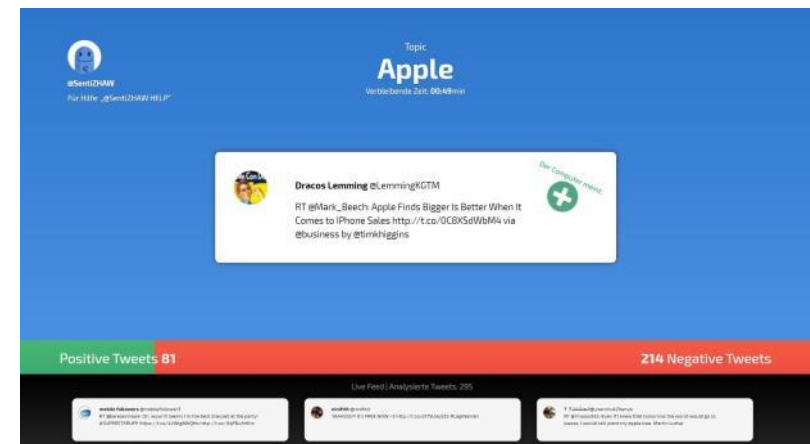 Topic
Apple
Verbleibende Zeit: 00:49min
@SentiZHAW
Für Hilfe „@SentiZHAW HELP"
Dracos Lemming @LemmingKGTM
RT @Mark_Beech: Apple Finds Bigger Is Better When It
Comes to IPhone Sales http://t.co/0C8XSdWbM4 via
@business by @timkhiggins
Der Computer meint:
Positive Tweets 81
214 Negative Tweets
Live Feed | Analysierte Tweets: 295